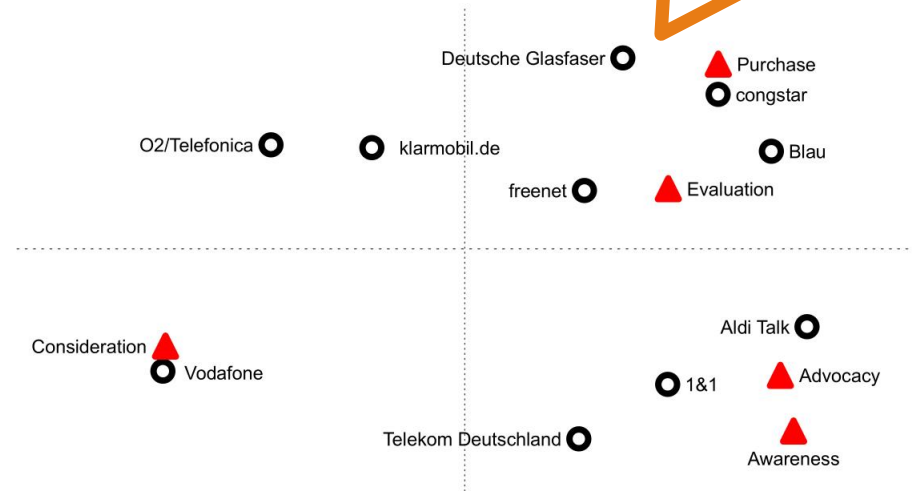 Deutsche Glasfaser
Purchase
congstar
O2/Telefonica
klarmobil.de
Blau
freenet
Evaluation
Aldi Talk
Consideration
Vodafone
1&1
Advocacy
Telekom Deutschland
Awareness